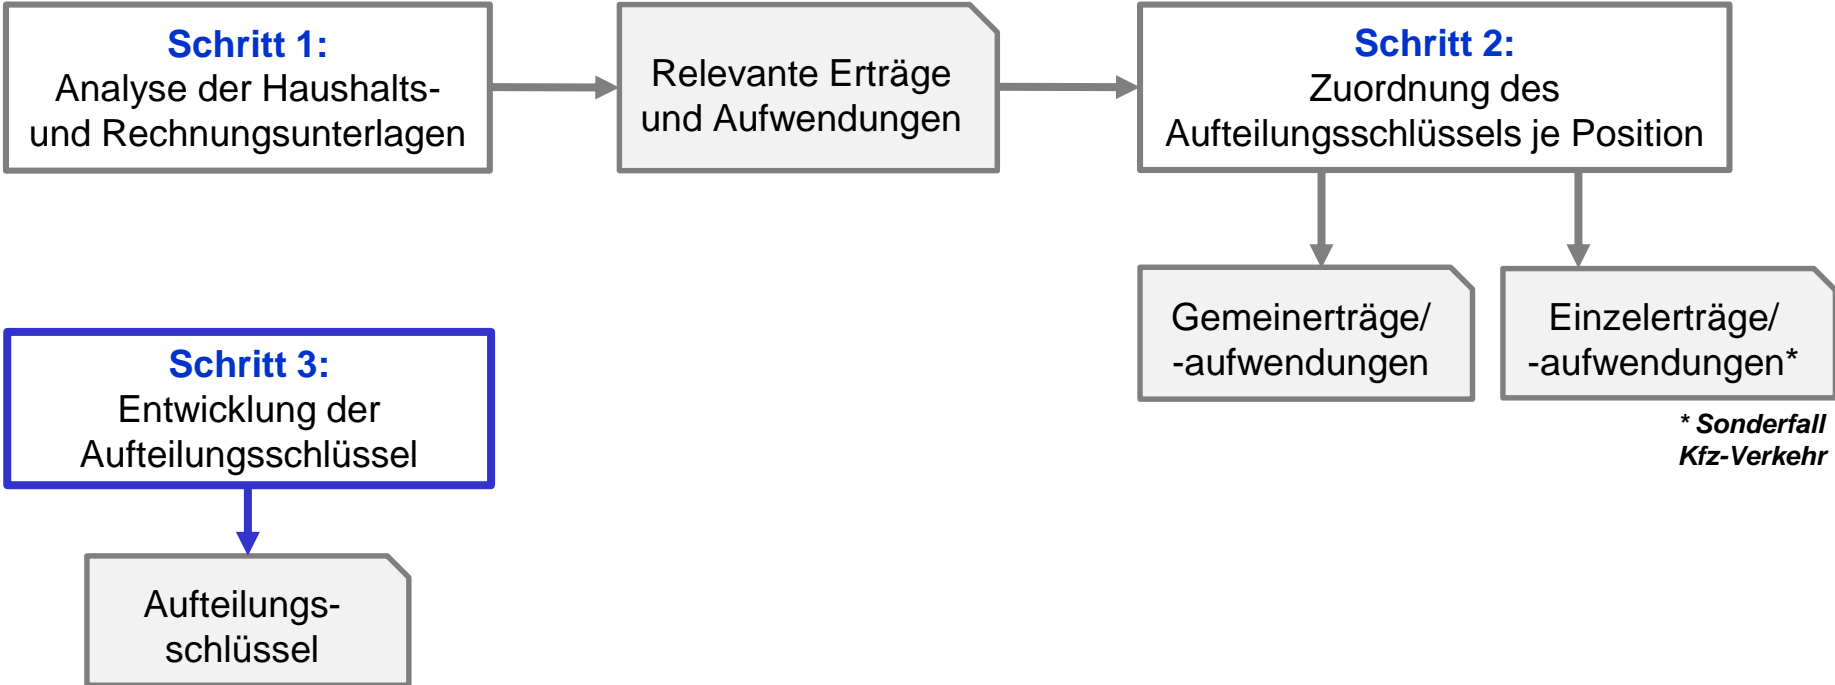 Schritt 1:
Analyse der Haushalts-
und Rechnungsunterlagen
Relevante Erträge
und Aufwendungen
Schritt 2:
Zuordnung des
Aufteilungsschlüssels je Position
Gemeinerträge/
-aufwendungen
Einzelerträge/
-aufwendungen*
* Sonderfall
Kfz-Verkehr
Schritt 3:
Entwicklung der
Aufteilungsschlüssel
Aufteilungs-
schlüssel